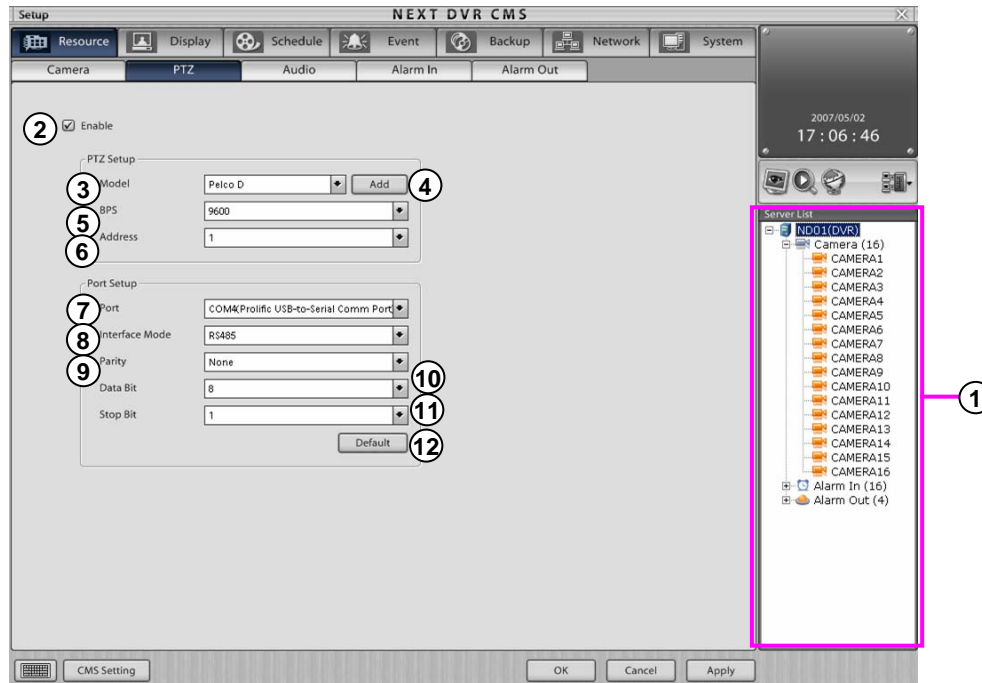 Setup NEXT DVR CMS
Resource Display Schedule Event Backup Network System
Camera PTZ Audio Alarm In Alarm Out
2 Enable
PTZ Setup
3 Model Pelco D Add 4
5 BPS 9600
6 Address 1
Port Setup
7 Port COM4(Prolific USB-to-Serial Comm Port
8 Interface Mode RS485
9 Parity None
Data Bit 8 10
Stop Bit 1 11
Default 12
2007/05/02
17 : 06 : 46
Server List
ND01(DVR)
Camera (16)
CAMERA1
CAMERA2
CAMERA3
CAMERA4
CAMERA5
CAMERA6
CAMERA7
CAMERA8
CAMERA9
CAMERA10
CAMERA11
CAMERA12
CAMERA13
CAMERA14
CAMERA15
CAMERA16
Alarm In (16)
Alarm Out (4)
1
CMS Setting OK Cancel Apply